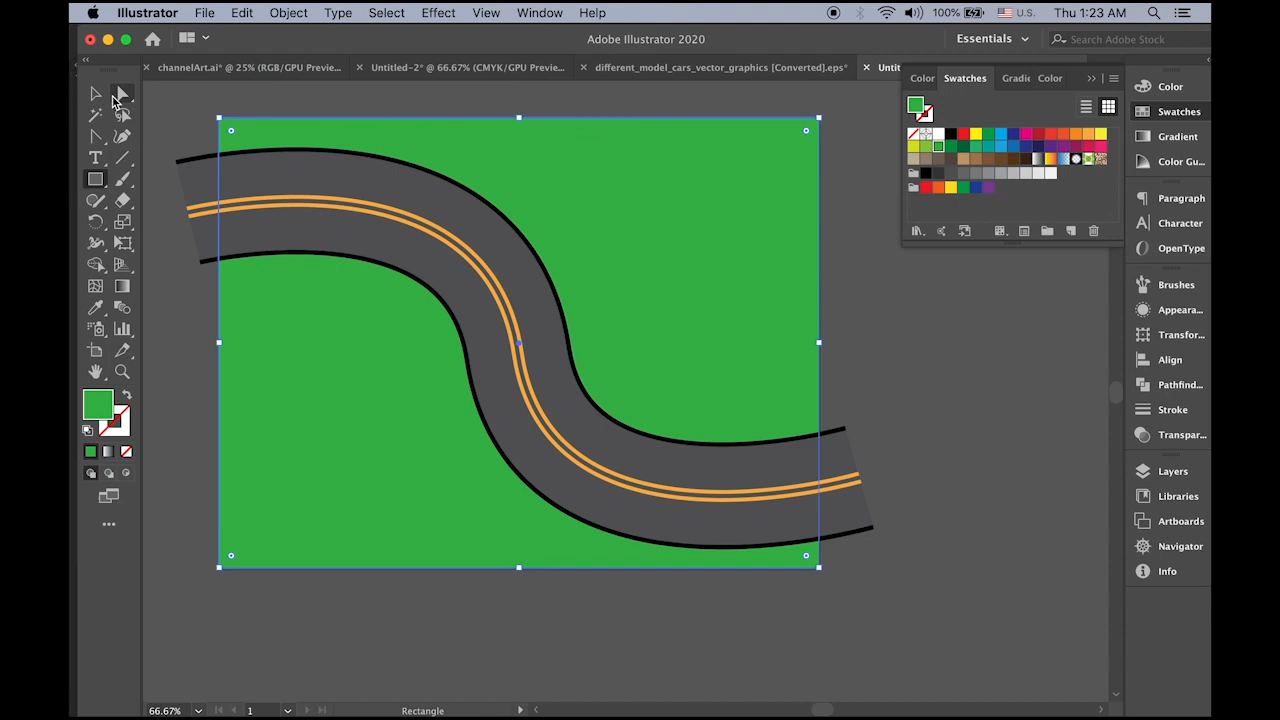 Illustrator File Edit Object Type Select Effect View Window Help 100% U.S. Thu 1:23 AM
Adobe Illustrator 2020 Essentials Search Adobe Stock
channelArt.ai* @ 25% (RGB/GPU Previe... Untitled-2* @ 66.67% (CMYK/GPU Previe... different_model_cars_vector_graphics [Converted].eps* Untit
Color Swatches Gradie Color
Color
Swatches
Gradient
Color Gu...
Paragraph
Character
OpenType
Brushes
Appeara...
Transfor...
Align
Pathfind...
Stroke
Transpar...
Layers
Libraries
Artboards
Navigator
Info
66.67% 1 Rectangle